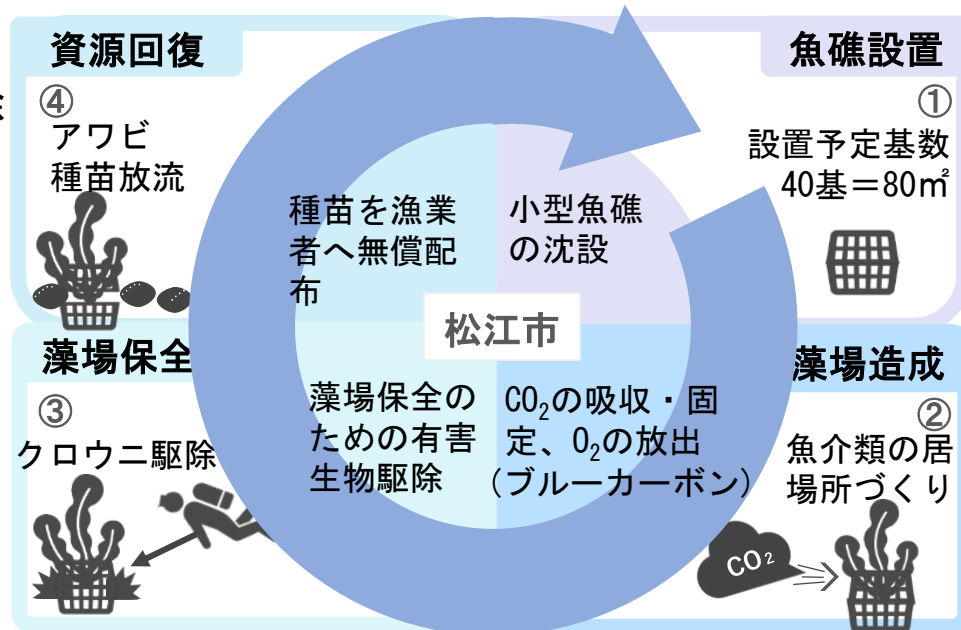 魚礁設置
①
設置予定基数
40基＝80㎡
小型魚礁
の沈設
藻場造成
②
魚介類の居
場所づくり
CO₂の吸収・固
定、O₂の放出
（ブルーカーボン）
CO₂
藻場保全
③
クロウニ駆除
藻場保全の
ための有害
生物駆除
資源回復
④
アワビ
種苗放流
種苗を漁業
者へ無償配
布
松江市